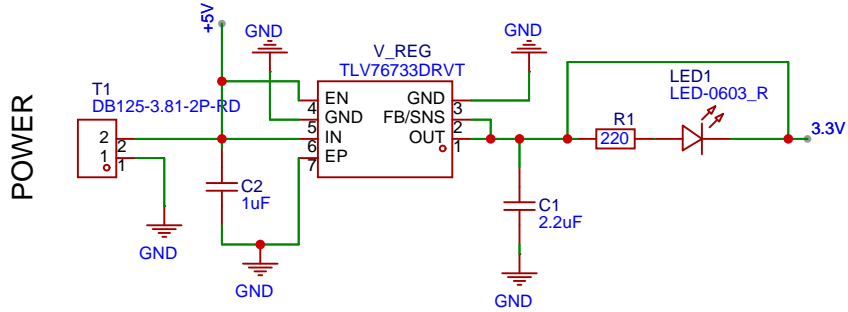 POWER
T1
DB125-3.81-2P-RD
2
2
1
1
GND
+5V
GND
C2
1uF
GND
V_REG
TLV76733DRVT
EN
4
GND
5
IN
6
EP
7
GND
3
FB/SNS
2
OUT
1
GND
C1
2.2uF
GND
R1
220
LED1
LED-0603_R
3.3V